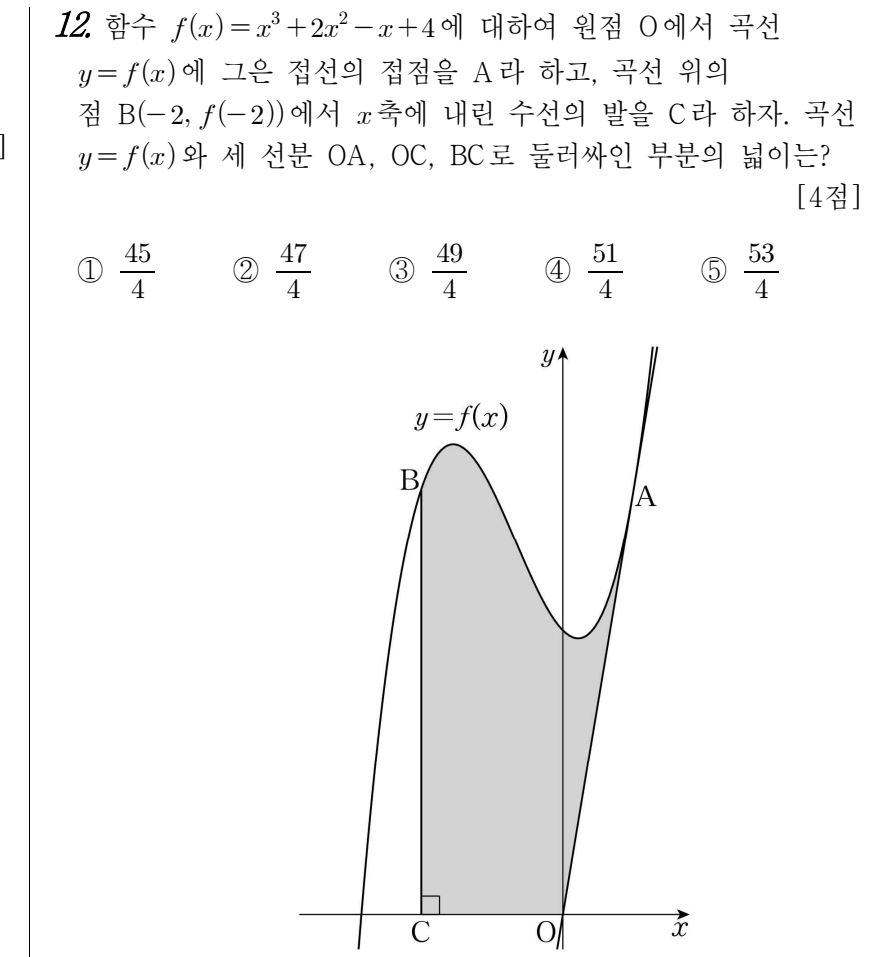 12. 함수 f(x)=x³+2x²-x+4에 대하여 원점 O에서 곡선
y=f(x)에 그은 접선의 접점을 A라 하고, 곡선 위의
점 B(-2, f(-2))에서 x축에 내린 수선의 발을 C라 하자. 곡선
]
y=f(x)와 세 선분 OA, OC, BC로 둘러싸인 부분의 넓이는?
[4점]
① 45/4 ② 47/4 ③ 49/4 ④ 51/4 ⑤ 53/4
y
y=f(x)
B
A
C O x